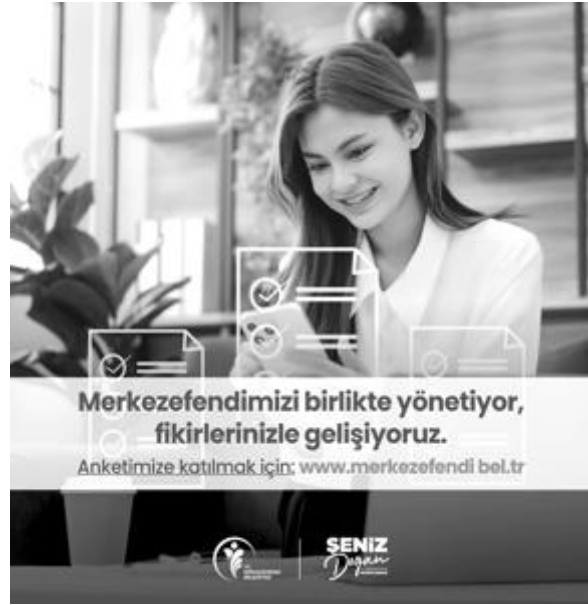 Merkezefendimizi birlikte yönetiyor,
fikirlerinizle gelişiyoruz.
Anketimize katılmak için: www.merkezefendi bel.tr
ŞENİZ
Doğan